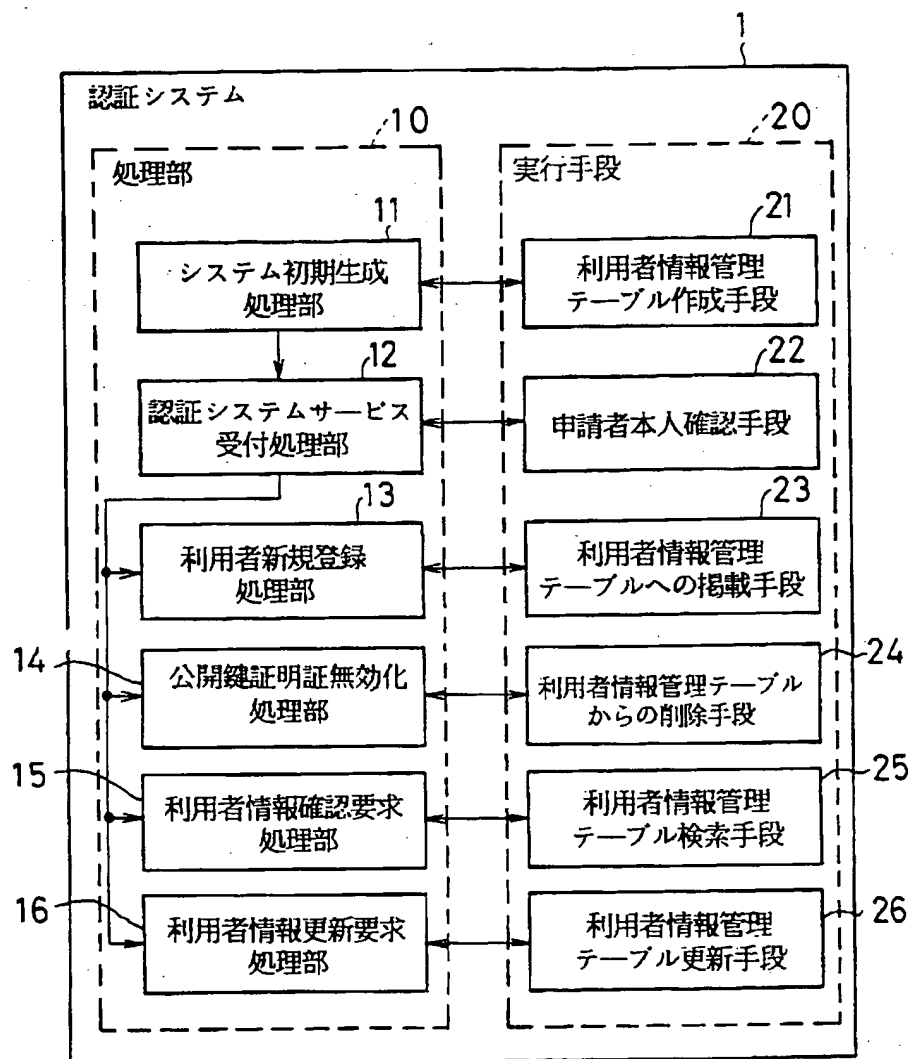 1
認証システム
10
処理部
11
システム初期生成
処理部
12
認証システムサービス
受付処理部
13
利用者新規登録
処理部
14
公開鍵証明証無効化
処理部
15
利用者情報確認要求
処理部
16
利用者情報更新要求
処理部
20
実行手段
21
利用者情報管理
テーブル作成手段
22
申請者本人確認手段
23
利用者情報管理
テーブルへの掲載手段
24
利用者情報管理テーブル
からの削除手段
25
利用者情報管理
テーブル検索手段
26
利用者情報管理
テーブル更新手段